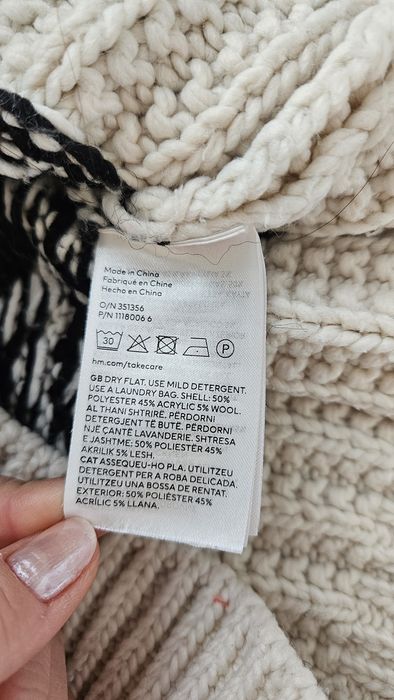 Made in China
Fabriqué en Chine
Hecho en China
O/N 351356
P/N 1118006 6
30
P
hm.com/takecare
GB DRY FLAT. USE MILD DETERGENT.
USE A LAUNDRY BAG. SHELL: 50%
POLYESTER 45% ACRYLIC 5% WOOL.
AL THANI SHTRIRË. PËRDORNI
DETERGJENT TË BUTË. PËRDORNI
NJE ÇANTË LAVANDERIE. SHTRESA
E JASHTME: 50% POLIESTËR 45%
AKRILIK 5% LESH.
CAT ASSEQUEU-HO PLA. UTILITZEU
DETERGENT PER A ROBA DELICADA.
UTILITZEU UNA BOSSA DE RENTAT.
EXTERIOR: 50% POLIÈSTER 45%
ACRÍLIC 5% LLANA.